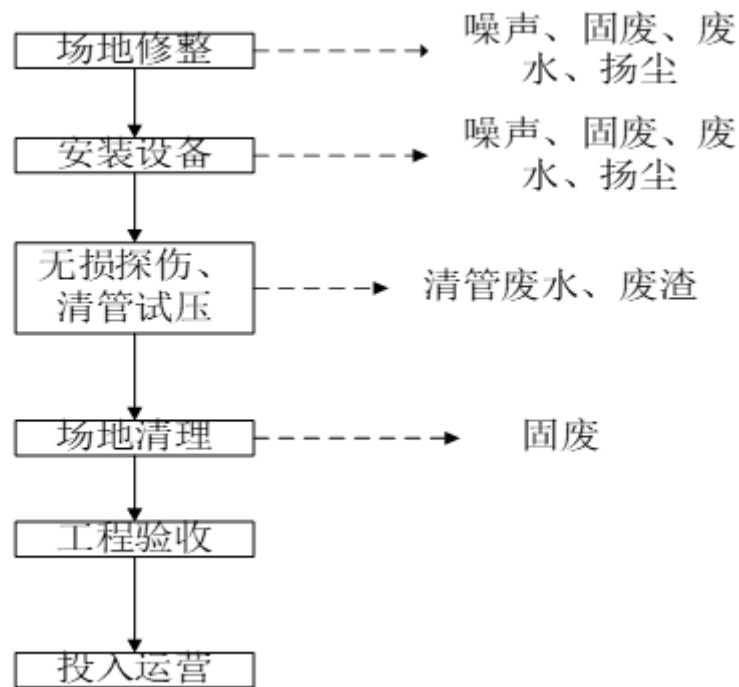 场地修整
噪声、固废、废
水、扬尘
安装设备
噪声、固废、废
水、扬尘
无损探伤、
清管试压
清管废水、废渣
场地清理
固废
工程验收
投入运营